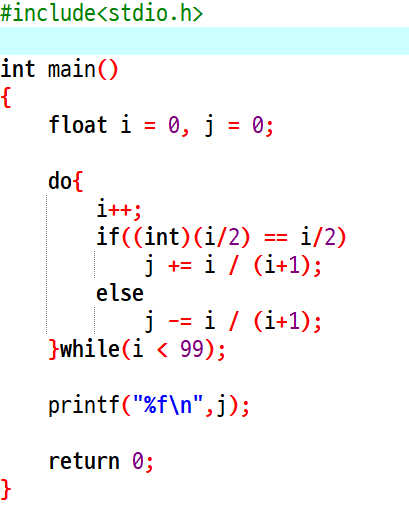 #include<stdio.h>
int main()
{
float i = 0, j = 0;
do{
i++;
if((int)(i/2) == i/2)
j += i / (i+1);
else
j -= i / (i+1);
}while(i < 99);
printf("%f\n",j);
return 0;
}